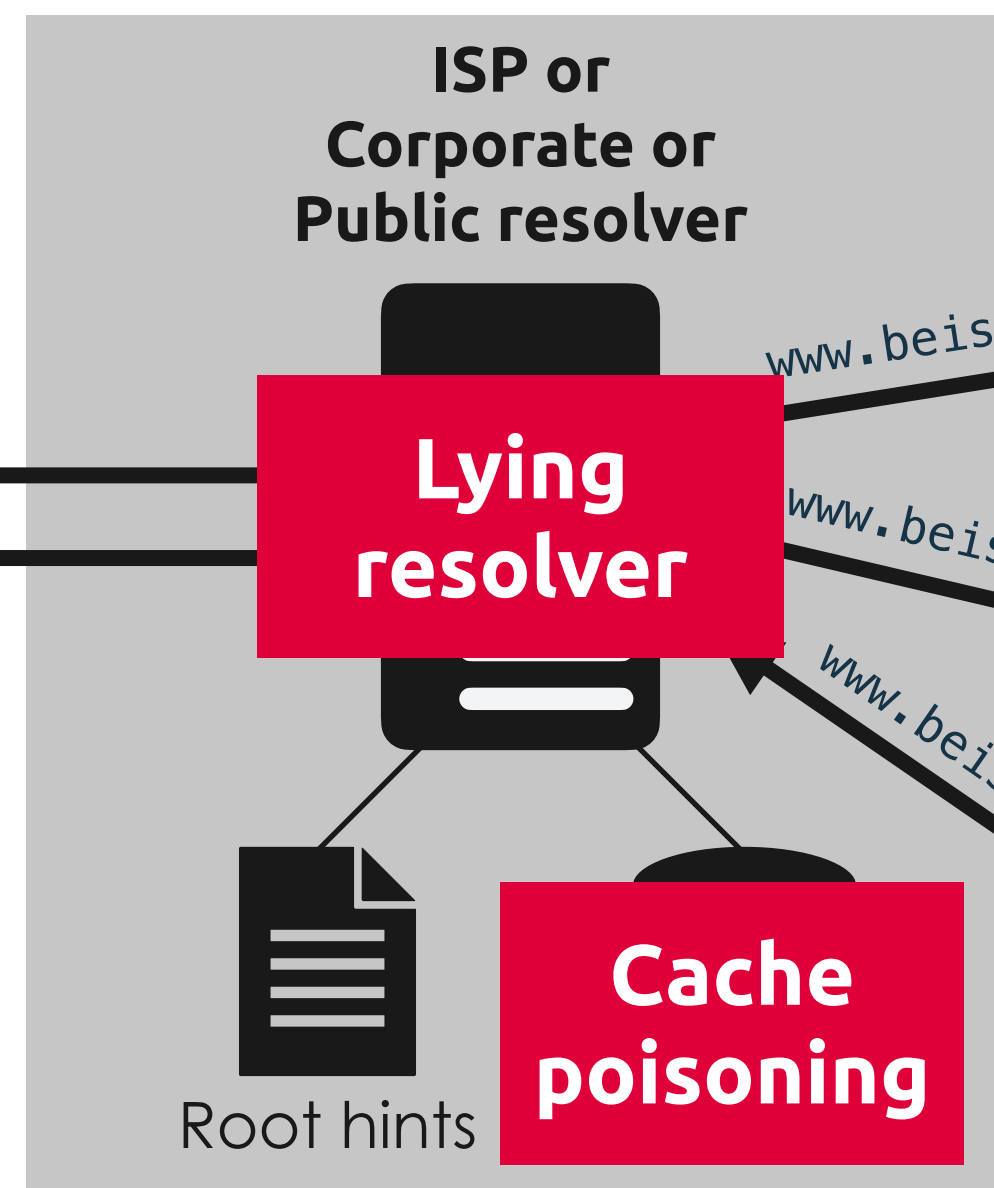 ISP or
Corporate or
Public resolver
www.beis
Lying
resolver
www.beis
www.beis
Root hints
Cache
poisoning